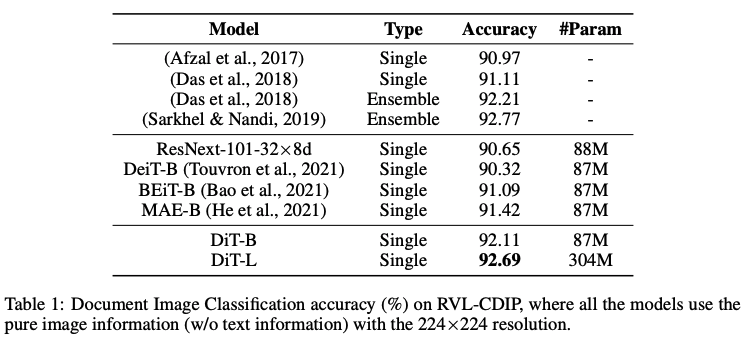 Model Type Accuracy #Param
(Afzal et al., 2017) Single 90.97 -
(Das et al., 2018) Single 91.11 -
(Das et al., 2018) Ensemble 92.21 -
(Sarkhel & Nandi, 2019) Ensemble 92.77 -
ResNext-101-32×8d Single 90.65 88M
DeiT-B (Touvron et al., 2021) Single 90.32 87M
BEiT-B (Bao et al., 2021) Single 91.09 87M
MAE-B (He et al., 2021) Single 91.42 87M
DiT-B Single 92.11 87M
DiT-L Single 92.69 304M
Table 1: Document Image Classification accuracy (%) on RVL-CDIP, where all the models use the
pure image information (w/o text information) with the 224×224 resolution.